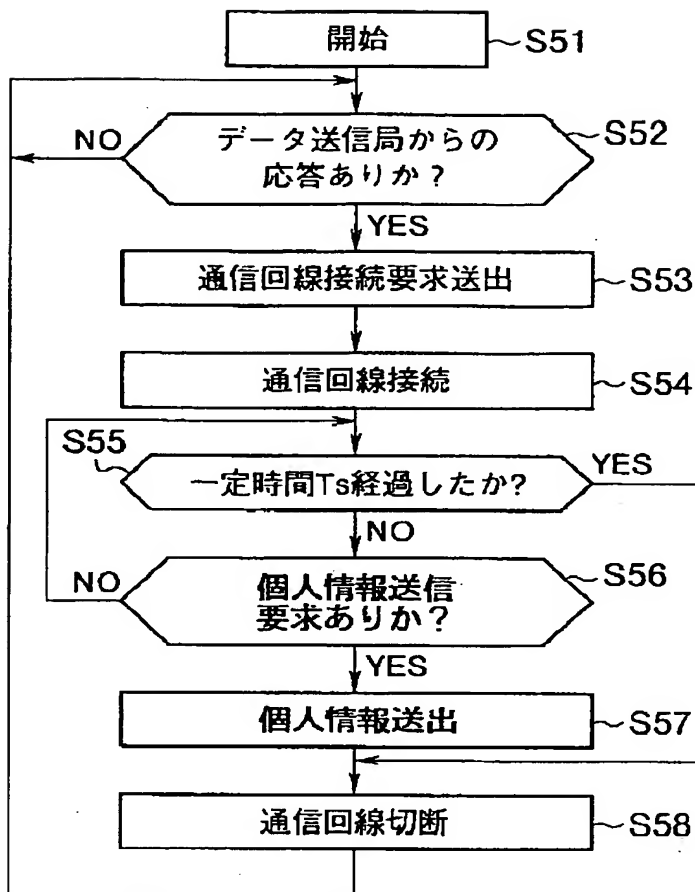 開始
S51
NO
データ送信局からの
応答ありか？
S52
YES
通信回線接続要求送出
S53
通信回線接続
S54
S55
一定時間Ts経過したか?
YES
NO
NO
個人情報送信
要求ありか？
S56
YES
個人情報送出
S57
通信回線切断
S58